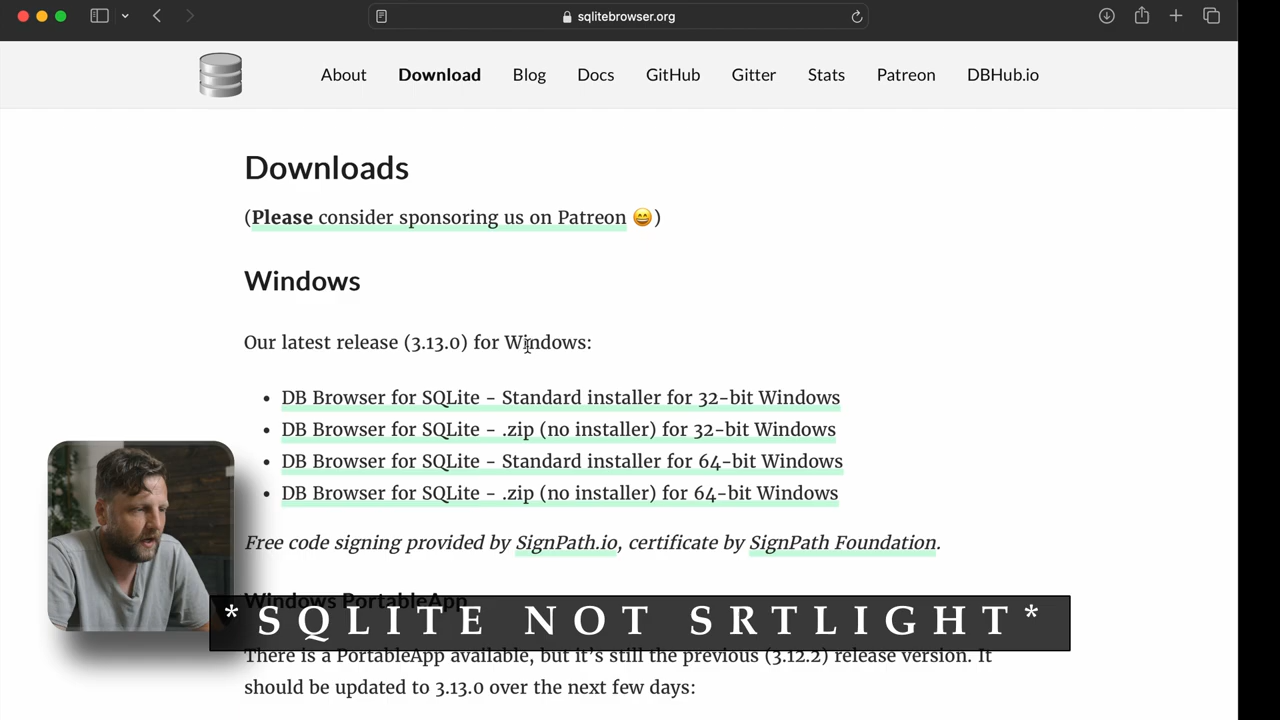 sqlitebrowser.org
About Download Blog Docs GitHub Gitter Stats Patreon DBHub.io
Downloads
(Please consider sponsoring us on Patreon 😄)
Windows
Our latest release (3.13.0) for Windows:
• DB Browser for SQLite - Standard installer for 32-bit Windows
• DB Browser for SQLite - .zip (no installer) for 32-bit Windows
• DB Browser for SQLite - Standard installer for 64-bit Windows
• DB Browser for SQLite - .zip (no installer) for 64-bit Windows
Free code signing provided by SignPath.io, certificate by SignPath Foundation.
Windows PortableApp
*SQLITE NOT SRTLIGHT*
There is a PortableApp available, but it's still the previous (3.12.2) release version. It
should be updated to 3.13.0 over the next few days: